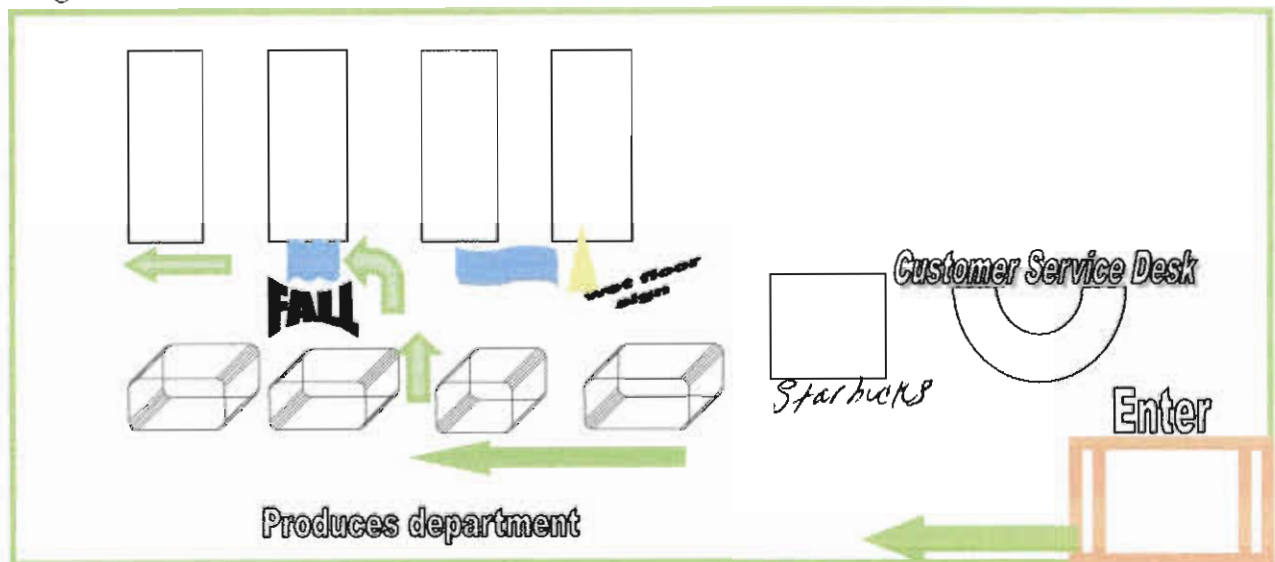 Customer Service Desk
wet floor
sign
FALL
Starbucks
Enter
Produces department